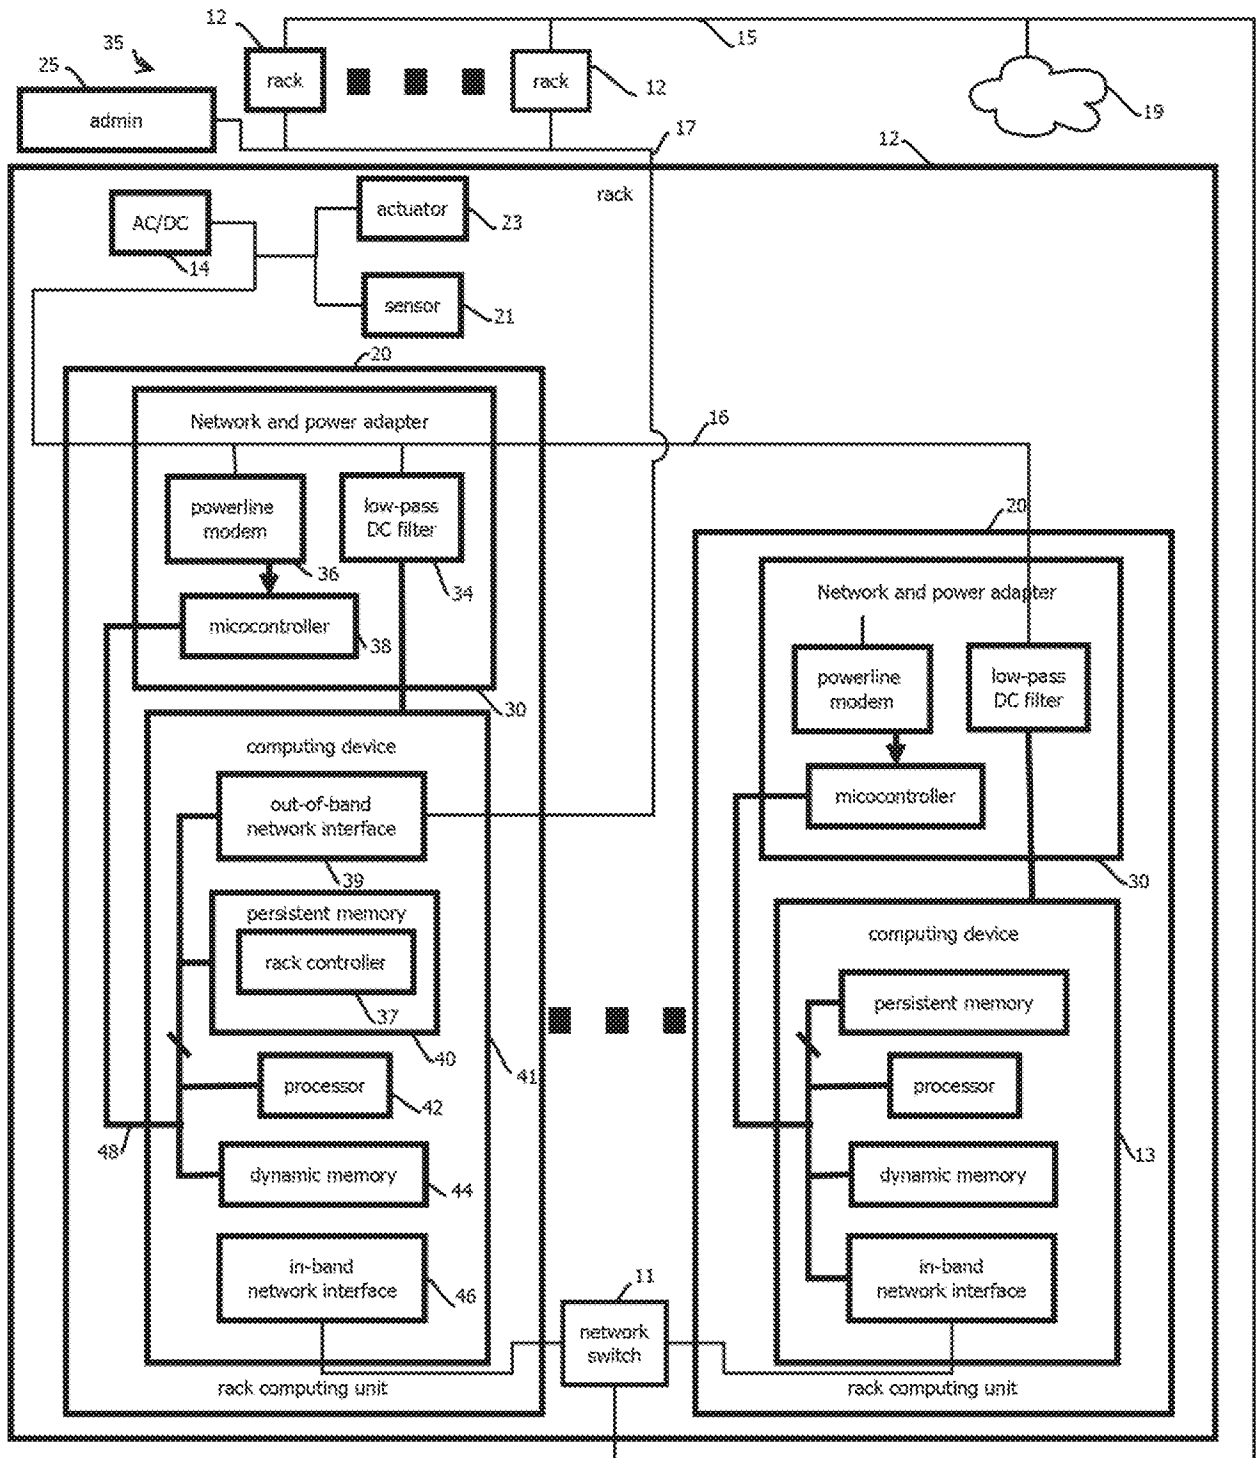 12
15
35
25
rack
rack
12
admin
19
17
12
rack
AC/DC
actuator
23
14
sensor
21
20
Network and power adapter
16
powerline
modem
low-pass
DC filter
20
36
34
Network and power adapter
micocontroller
38
powerline
modem
low-pass
DC filter
30
computing device
micocontroller
out-of-band
network interface
39
30
persistent memory
computing device
rack controller
37
persistent memory
40
41
processor
42
processor
48
13
dynamic memory
44
dynamic memory
in-band
network interface
46
11
in-band
network interface
network
switch
rack computing unit
rack computing unit